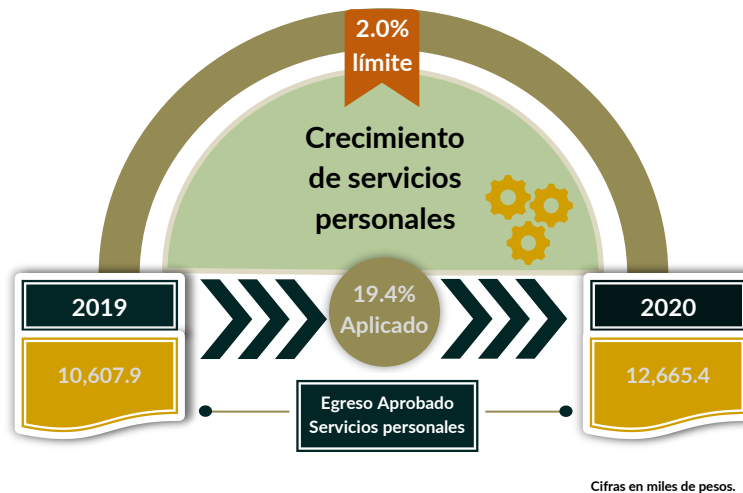 2.0%
límite
Crecimiento
de servicios
personales
2019
19.4%
Aplicado
2020
10,607.9
12,665.4
Egreso Aprobado
Servicios personales
Cifras en miles de pesos.